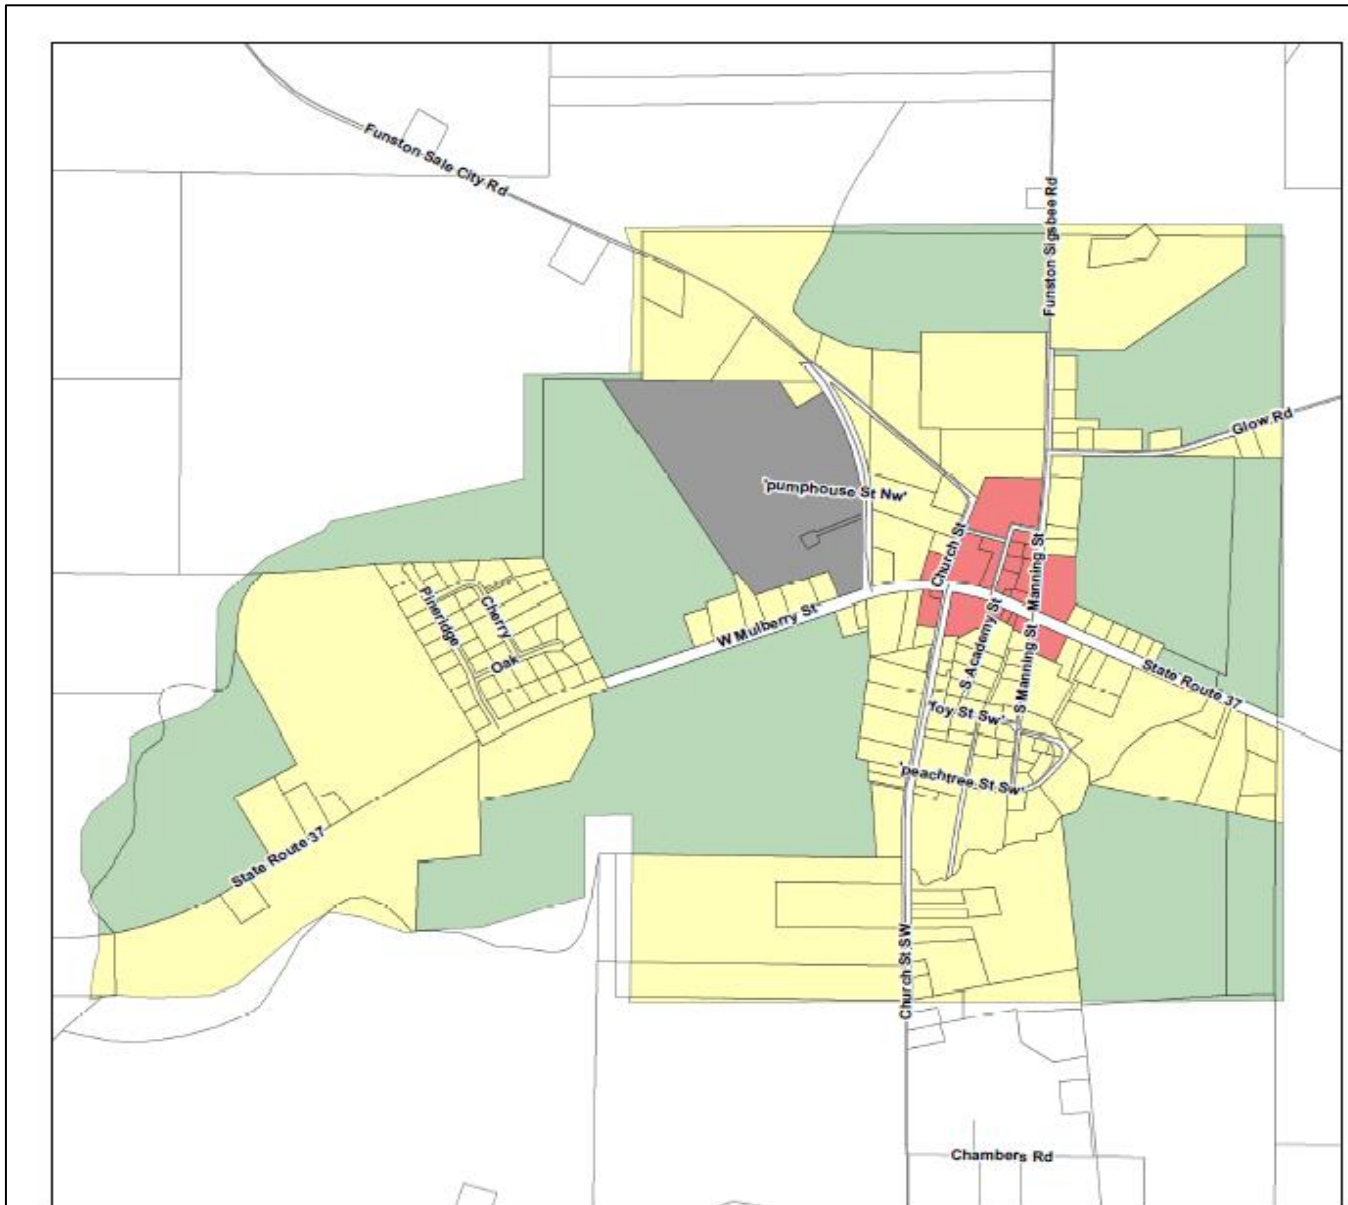 Funston Sale City Rd
Funston Sigsbee Rd
Glow Rd
'pumphouse St Nw'
Church St
Manning St
Pineridge
Cherry
Oak
W Mulberry St
S Academy St
S Manning St
State Route 37
'foy St Sw'
'peachtree St Sw'
State Route 37
Church St SW
Chambers Rd